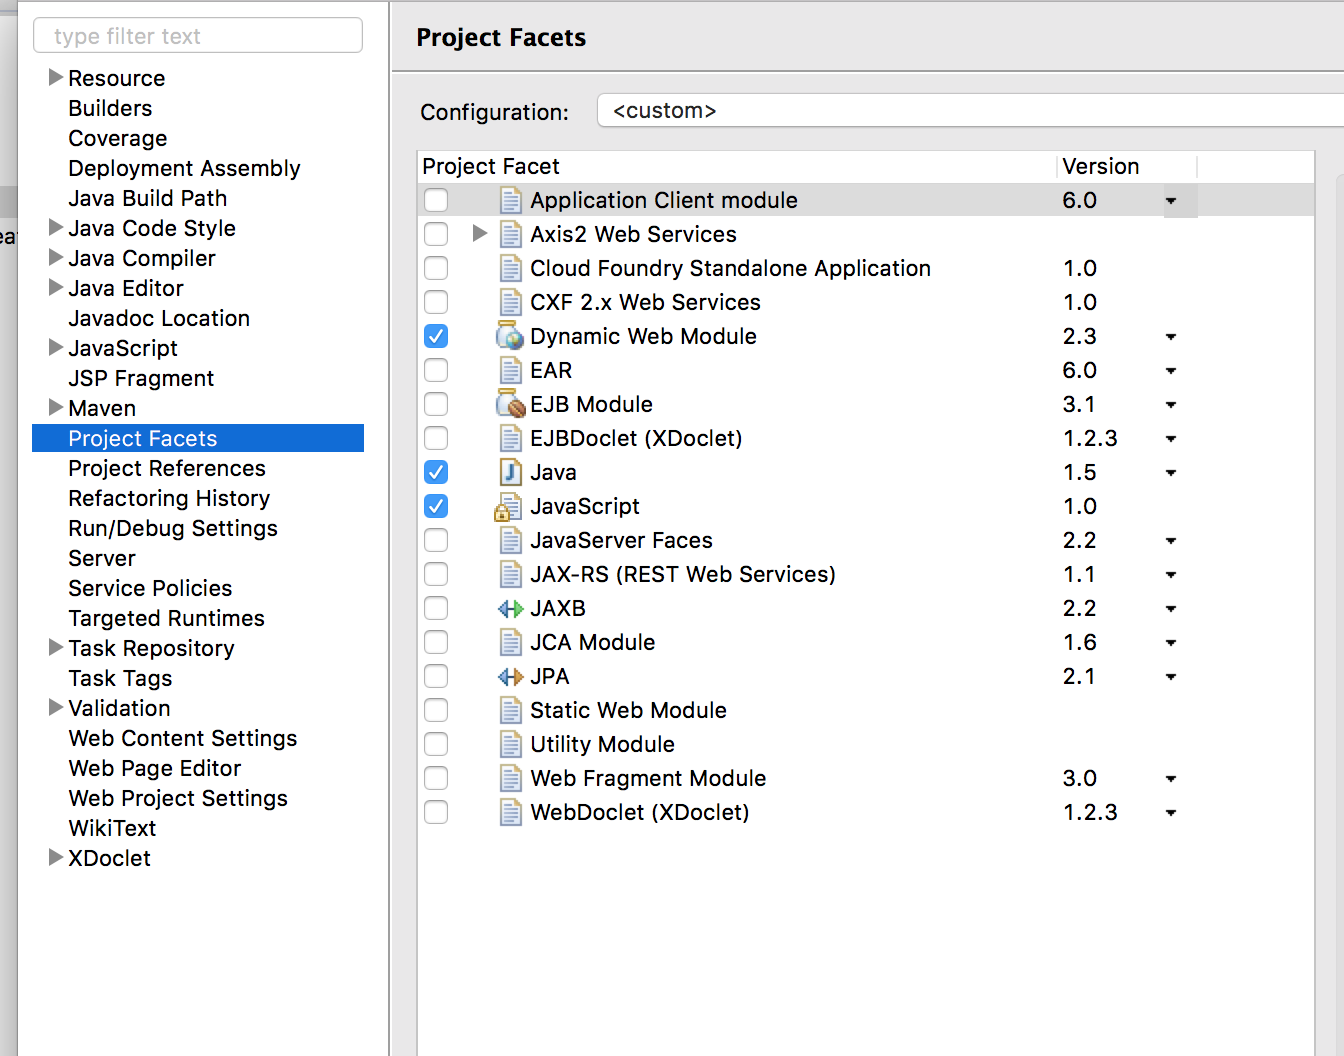 type filter text
Resource
Builders
Coverage
Deployment Assembly
Java Build Path
Java Code Style
Java Compiler
Java Editor
Javadoc Location
JavaScript
JSP Fragment
Maven
Project Facets
Project References
Refactoring History
Run/Debug Settings
Server
Service Policies
Targeted Runtimes
Task Repository
Task Tags
Validation
Web Content Settings
Web Page Editor
Web Project Settings
WikiText
XDoclet
Project Facets
Configuration: <custom>
Project Facet Version
Application Client module 6.0
Axis2 Web Services
Cloud Foundry Standalone Application 1.0
CXF 2.x Web Services 1.0
Dynamic Web Module 2.3
EAR 6.0
EJB Module 3.1
EJBDoclet (XDoclet) 1.2.3
Java 1.5
JavaScript 1.0
JavaServer Faces 2.2
JAX-RS (REST Web Services) 1.1
JAXB 2.2
JCA Module 1.6
JPA 2.1
Static Web Module
Utility Module
Web Fragment Module 3.0
WebDoclet (XDoclet) 1.2.3